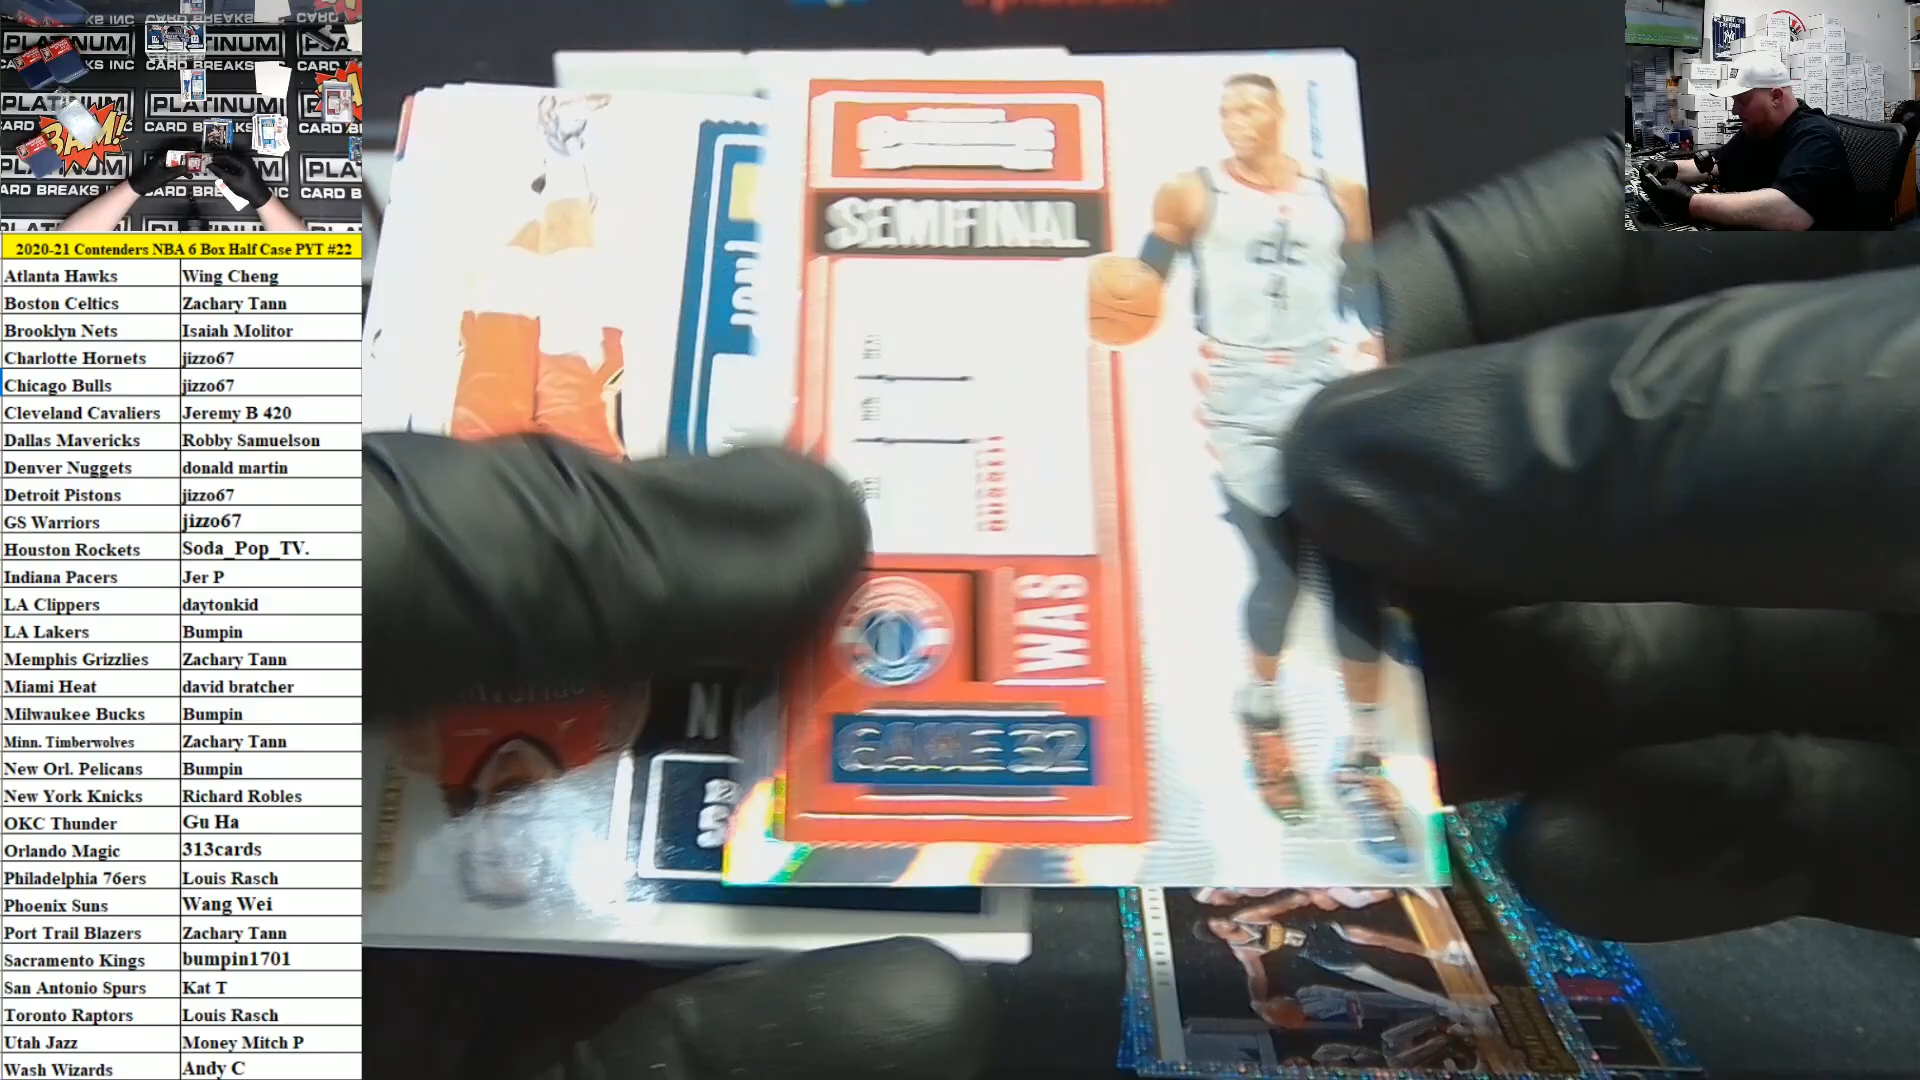 PLATINUM
CARD BREAKS INC
BAM!
2020-21 Contenders NBA 6 Box Half Case PYT #22
Atlanta Hawks Wing Cheng
Boston Celtics Zachary Tann
Brooklyn Nets Isaiah Molitor
Charlotte Hornets jizzo67
Chicago Bulls jizzo67
Cleveland Cavaliers Jeremy B 420
Dallas Mavericks Robby Samuelson
Denver Nuggets donald martin
Detroit Pistons jizzo67
GS Warriors jizzo67
Houston Rockets Soda_Pop_TV.
Indiana Pacers Jer P
LA Clippers daytonkid
LA Lakers Bumpin
Memphis Grizzlies Zachary Tann
Miami Heat david bratcher
Milwaukee Bucks Bumpin
Minn. Timberwolves Zachary Tann
New Orl. Pelicans Bumpin
New York Knicks Richard Robles
OKC Thunder Gu Ha
Orlando Magic 313cards
Philadelphia 76ers Louis Rasch
Phoenix Suns Wang Wei
Port Trail Blazers Zachary Tann
Sacramento Kings bumpin1701
San Antonio Spurs Kat T
Toronto Raptors Louis Rasch
Utah Jazz Money Mitch P
Wash Wizards Andy C
SEMIFINAL
WAS
GAME 32
dc
4